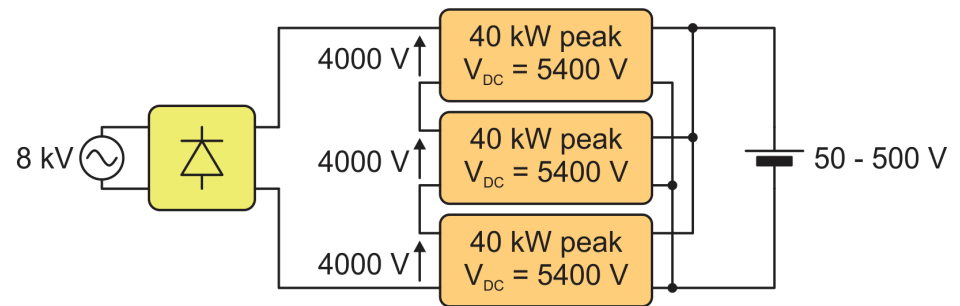 40 kW peak
4000 V
V_DC = 5400 V
8 kV
40 kW peak
4000 V
V_DC = 5400 V
50 - 500 V
40 kW peak
4000 V
V_DC = 5400 V